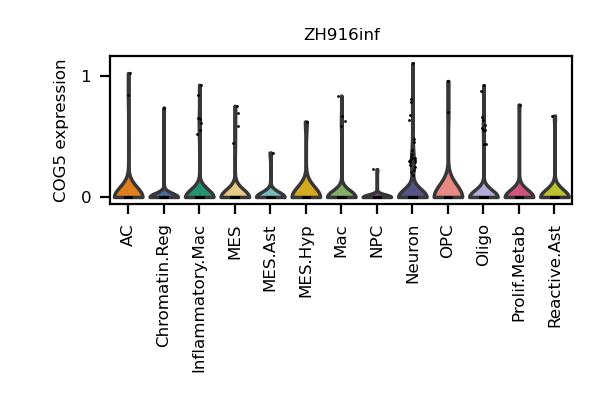 ZH916inf
COG5 expression
1
0
AC
Chromatin.Reg
Inflammatory.Mac
MES
MES.Ast
MES.Hyp
Mac
NPC
Neuron
OPC
Oligo
Prolif.Metab
Reactive.Ast